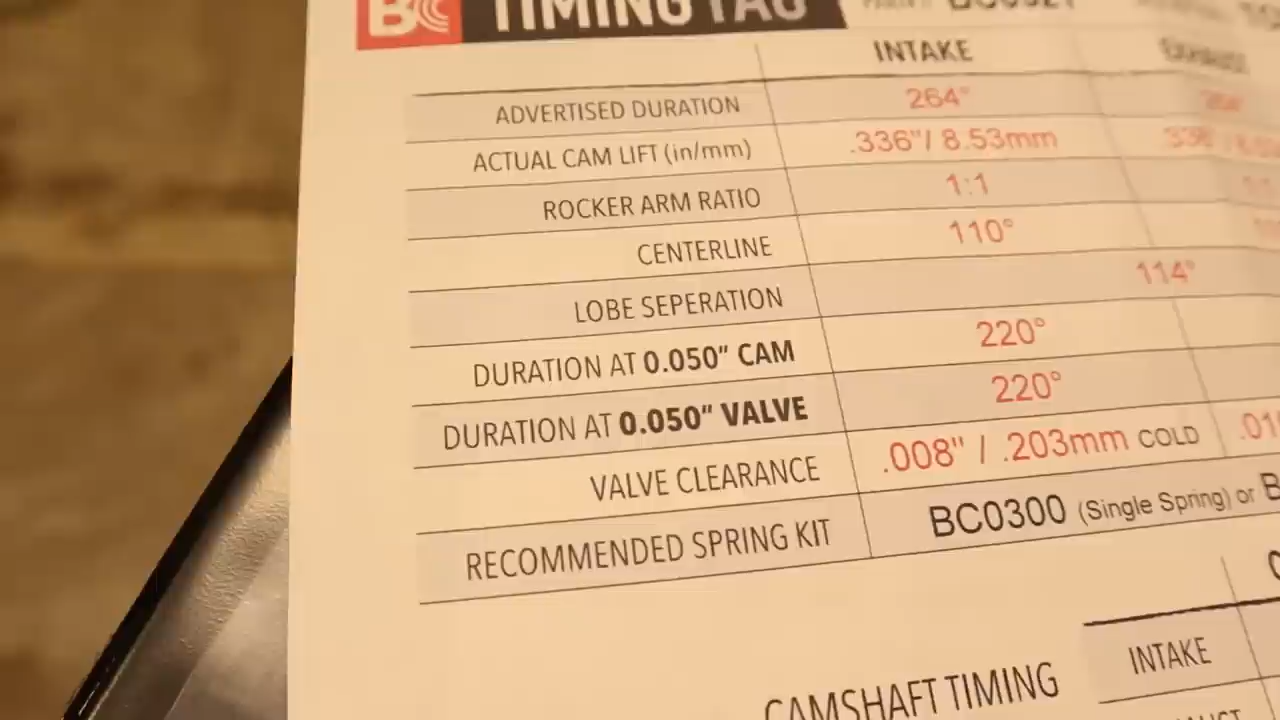 BC TIMING TAG
INTAKE EXHAUST
ADVERTISED DURATION 264°
ACTUAL CAM LIFT (in/mm) .336"/ 8.53mm
ROCKER ARM RATIO 1:1
CENTERLINE 110°
LOBE SEPERATION 114°
DURATION AT 0.050" CAM 220°
DURATION AT 0.050" VALVE 220°
VALVE CLEARANCE .008" / .203mm COLD
RECOMMENDED SPRING KIT BC0300 (Single Spring) or
INTAKE
CAMSHAFT TIMING